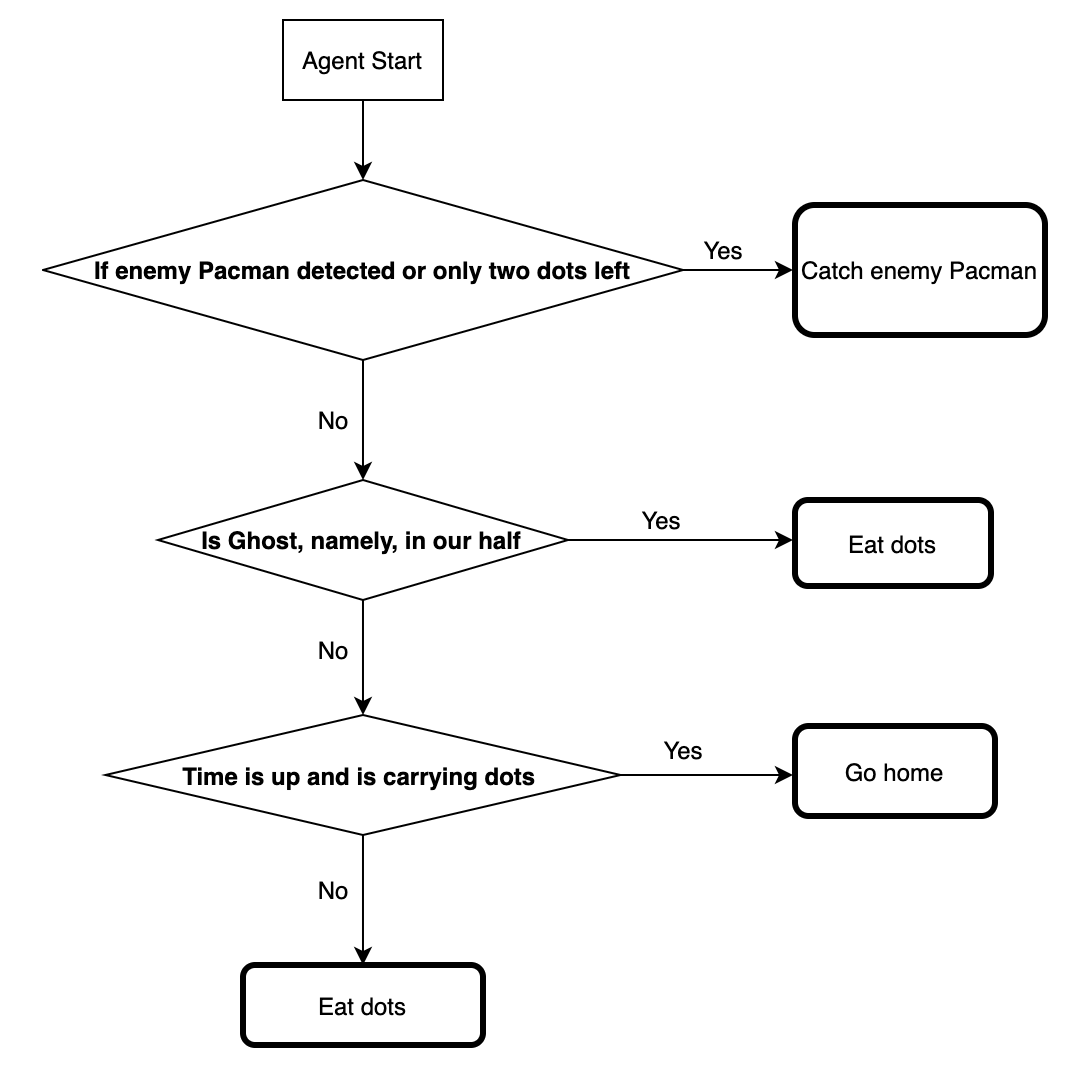 Agent Start
If enemy Pacman detected or only two dots left
Yes
Catch enemy Pacman
No
Is Ghost, namely, in our half
Yes
Eat dots
No
Time is up and is carrying dots
Yes
Go home
No
Eat dots